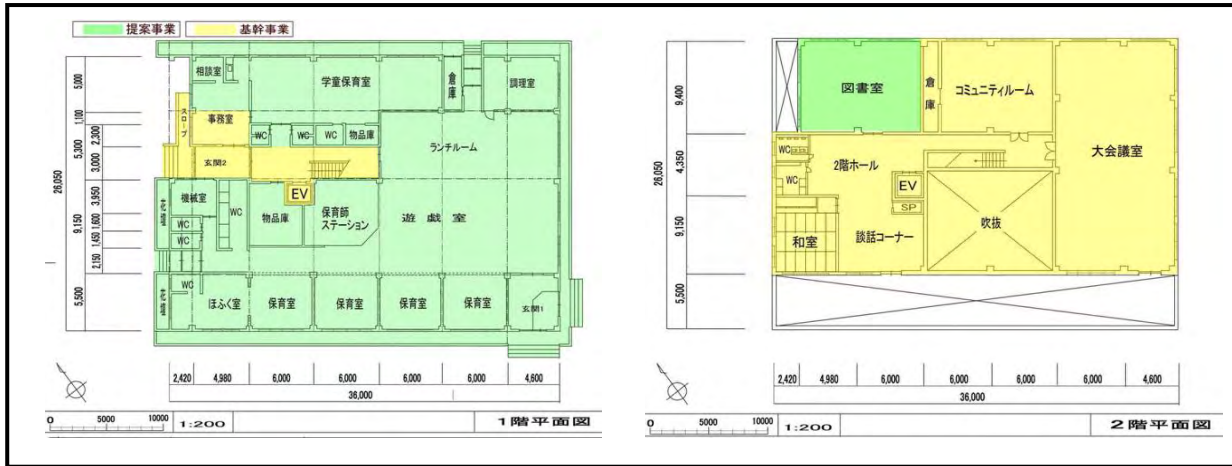 提案事業
基幹事業
相談室
学童保育室
倉庫
調理室
スロープ
事務室
WC
WC
WC
物品庫
ランチルーム
玄関2
EV
機械室
WC
物品庫
保育師
ステーション
遊戯室
WC
WC
WC
ほふく室
保育室
保育室
保育室
保育室
玄関1
5,000
1,100
2,300
5,300
3,000
26,050
3,950
9,150
1,600
1,450
2,150
5,500
2,420
4,980
6,000
6,000
6,000
6,000
4,600
36,000
0
5000
10000
1:200
1階平面図
図書室
倉庫
コミュニティルーム
大会議室
WC
2階ホール
WC
EV
SP
吹抜
和室
談話コーナー
9,400
4,350
26,050
9,150
5,500
2,420
4,980
6,000
6,000
6,000
6,000
4,600
36,000
0
5000
10000
1:200
2階平面図